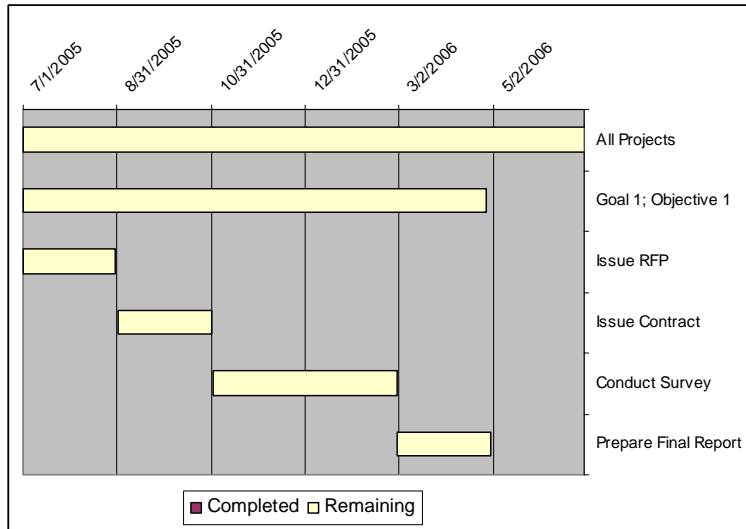 7/1/2005
8/31/2005
10/31/2005
12/31/2005
3/2/2006
5/2/2006
All Projects
Goal 1; Objective 1
Issue RFP
Issue Contract
Conduct Survey
Prepare Final Report
Completed Remaining